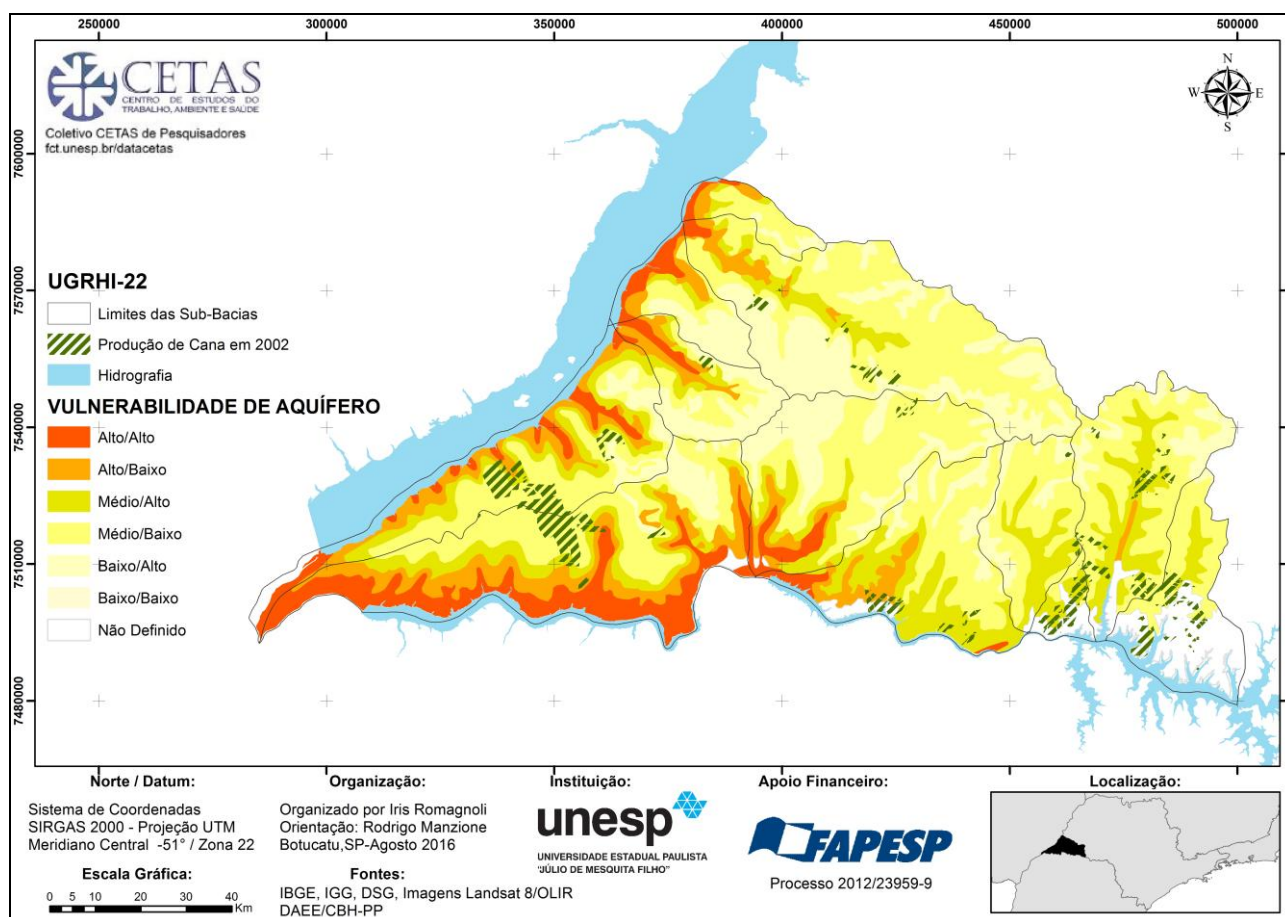 250000 300000 350000 400000 450000 500000
CETAS
CENTRO DE ESTUDOS DO
TRABALHO, AMBIENTE E SAÚDE
Coletivo CETAS de Pesquisadores
fct.unesp.br/datacetas
N
W E
S
7600000
7570000
7540000
7510000
7480000
UGRHI-22
Limites das Sub-Bacias
Produção de Cana em 2002
Hidrografia
VULNERABILIDADE DE AQUÍFERO
Alto/Alto
Alto/Baixo
Médio/Alto
Médio/Baixo
Baixo/Alto
Baixo/Baixo
Não Definido
Norte / Datum:
Sistema de Coordenadas
SIRGAS 2000 - Projeção UTM
Meridiano Central -51° / Zona 22
Escala Gráfica:
0 5 10 20 30 40
Km
Organização:
Organizado por Iris Romagnoli
Orientação: Rodrigo Manzione
Botucatu,SP-Agosto 2016
Fontes:
IBGE, IGG, DSG, Imagens Landsat 8/OLIR
DAEE/CBH-PP
Instituição:
unesp
UNIVERSIDADE ESTADUAL PAULISTA
"JÚLIO DE MESQUITA FILHO"
Apoio Financeiro:
FAPESP
Processo 2012/23959-9
Localização: